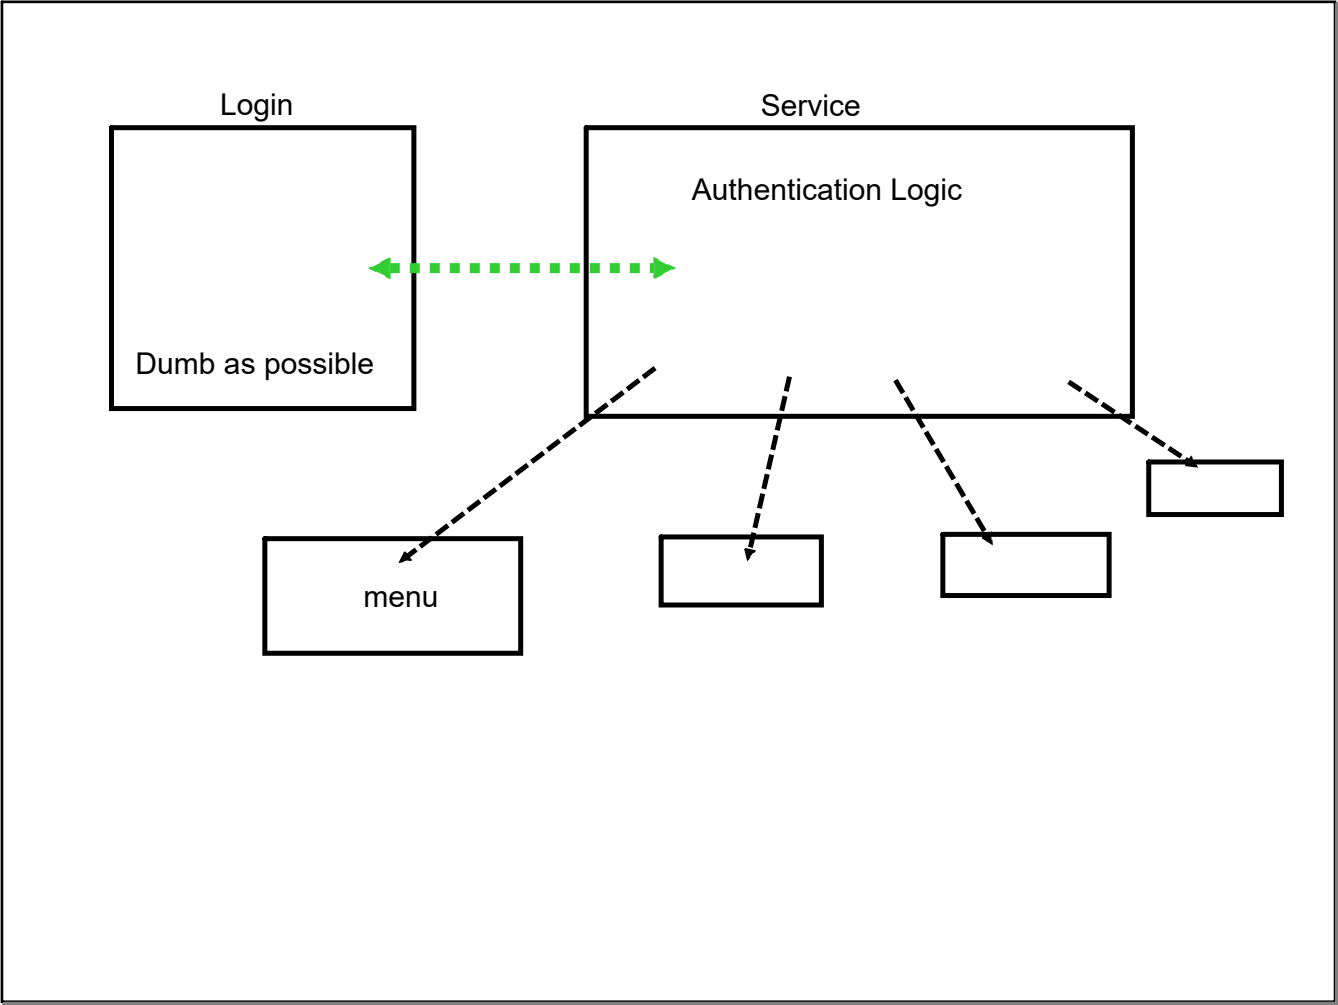 Login
Service
Authentication Logic
Dumb as possible
menu